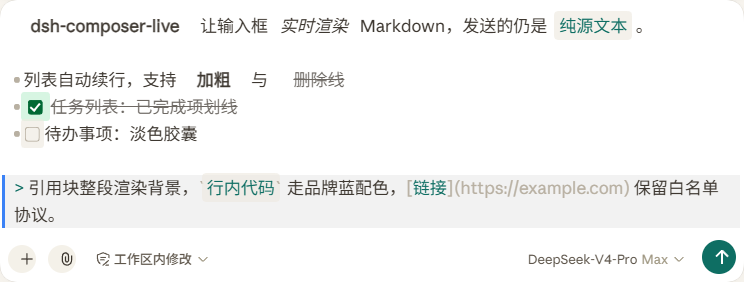 dsh-composer-live 让输入框 实时渲染 Markdown，发送的仍是 纯源文本 。
列表自动续行，支持 加粗 与 删除线
任务列表：已完成项划线
待办事项：淡色胶囊
> 引用块整段渲染背景，`行内代码` 走品牌蓝配色，[链接](https://example.com) 保留白名单
协议。
工作区内修改
DeepSeek-V4-Pro Max